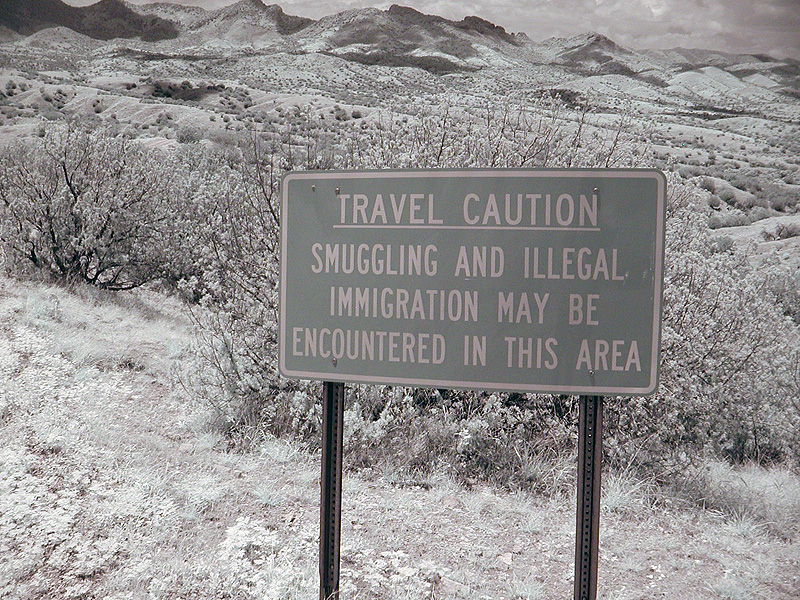 TRAVEL CAUTION
SMUGGLING AND ILLEGAL
IMMIGRATION MAY BE
ENCOUNTERED IN THIS AREA